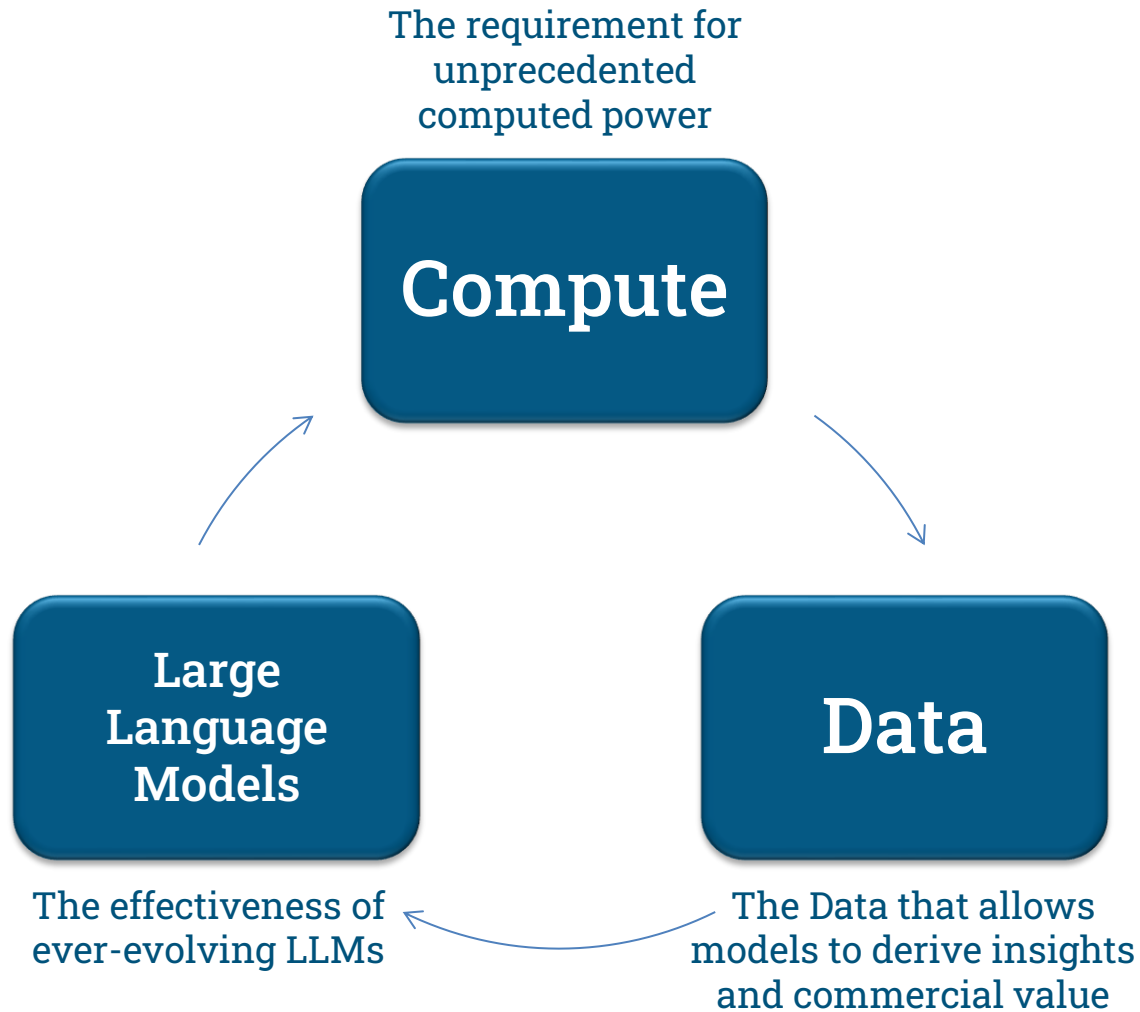 The requirement for
unprecedented
computed power
Compute
Large
Language
Models
Data
The effectiveness of
ever-evolving LLMs
The Data that allows
models to derive insights
and commercial value